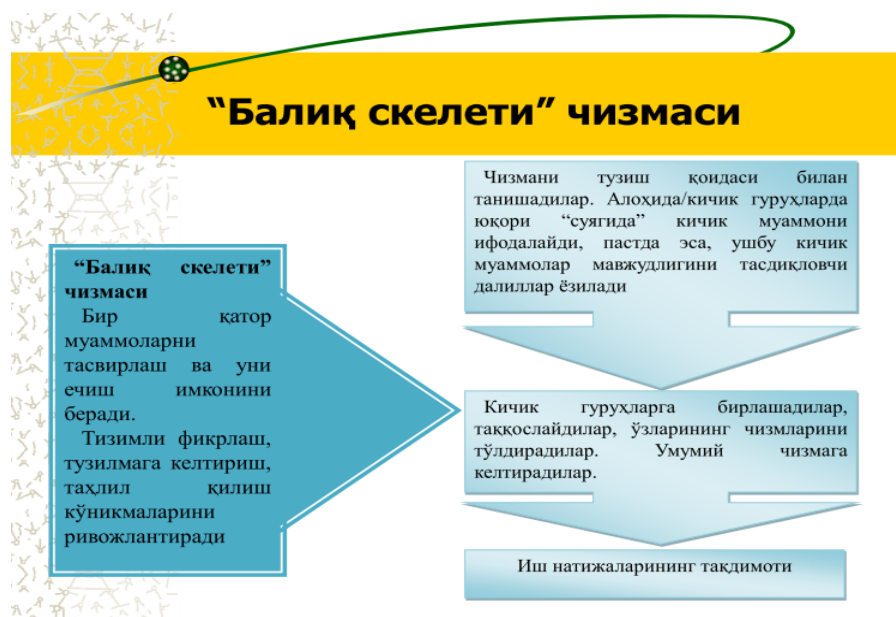 “Балиқ скелети” чизмаси
“Балиқ скелети”
чизмаси
Бир қатор
муаммоларни
тасвирлаш ва уни
ечиш имконини
беради.
Тизимли фикрлаш,
тузилмага келтириш,
таҳлил қилиш
кўникмаларини
ривожлантиради
Чизмани тузиш қоидаси билан
танишадилар. Алоҳида/кичик гуруҳларда
юқори “суягида” кичик муаммони
ифодалайди, пастда эса, ушбу кичик
муаммолар мавжудлигини тасдиқловчи
далиллар ёзилади
Кичик гуруҳларга бирлашадилар,
таққослайдилар, ўзларининг чизмларини
тўлдирадилар. Умумий чизмага
келтирадилар.
Иш натижаларининг тақдимоти